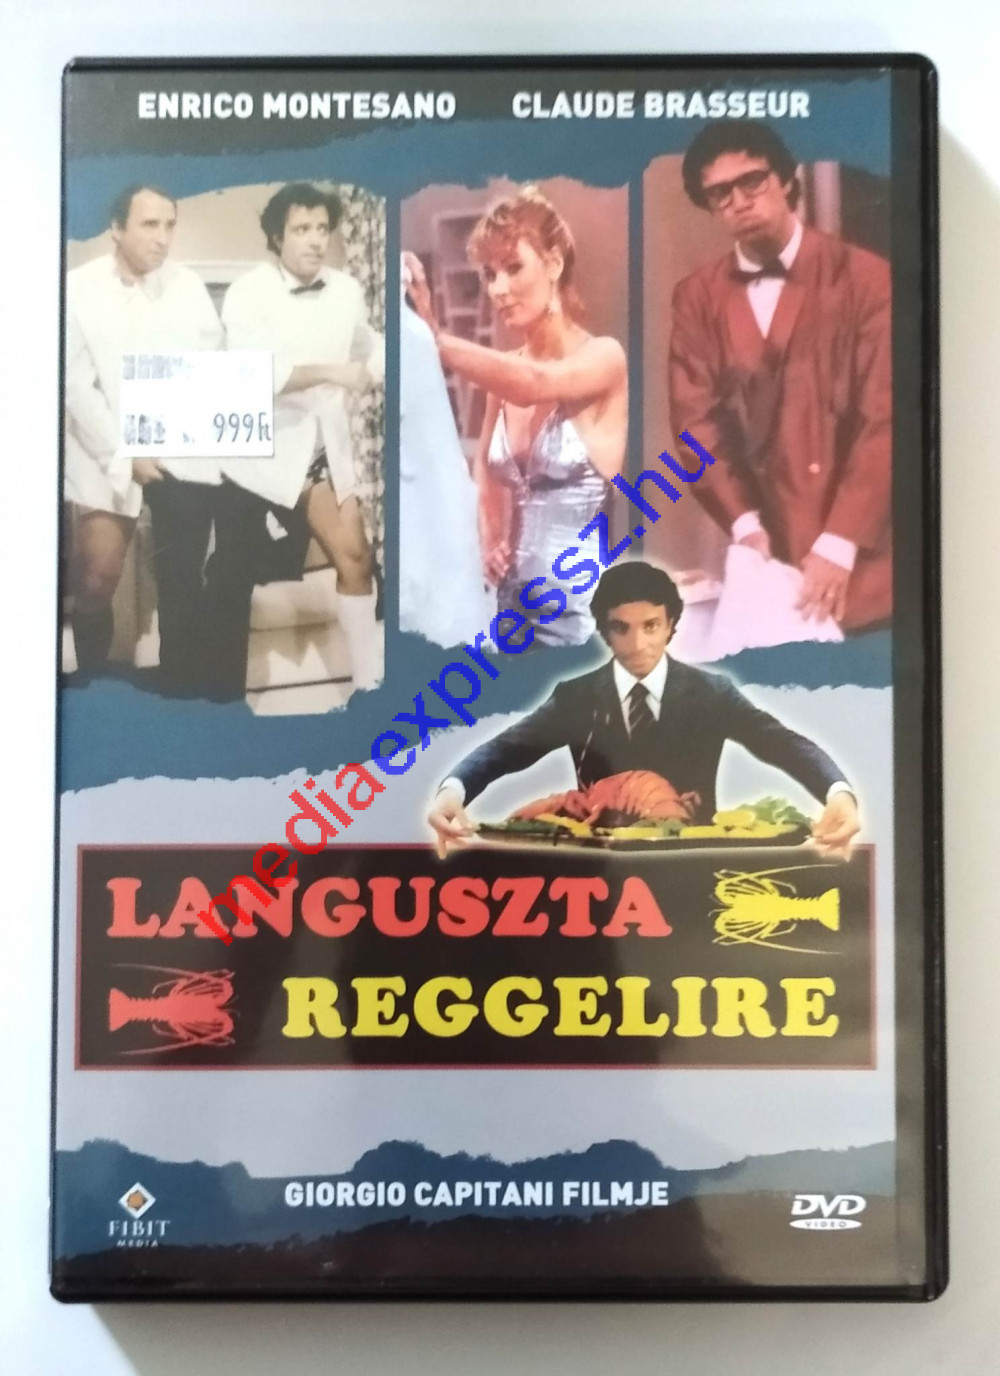 ENRICO MONTESANO CLAUDE BRASSEUR
999Ft
mediaexpressz.hu
LANGUSZTA
REGGELIRE
GIORGIO CAPITANI FILMJE
FIBIT
MEDIA
DVD
VIDEO